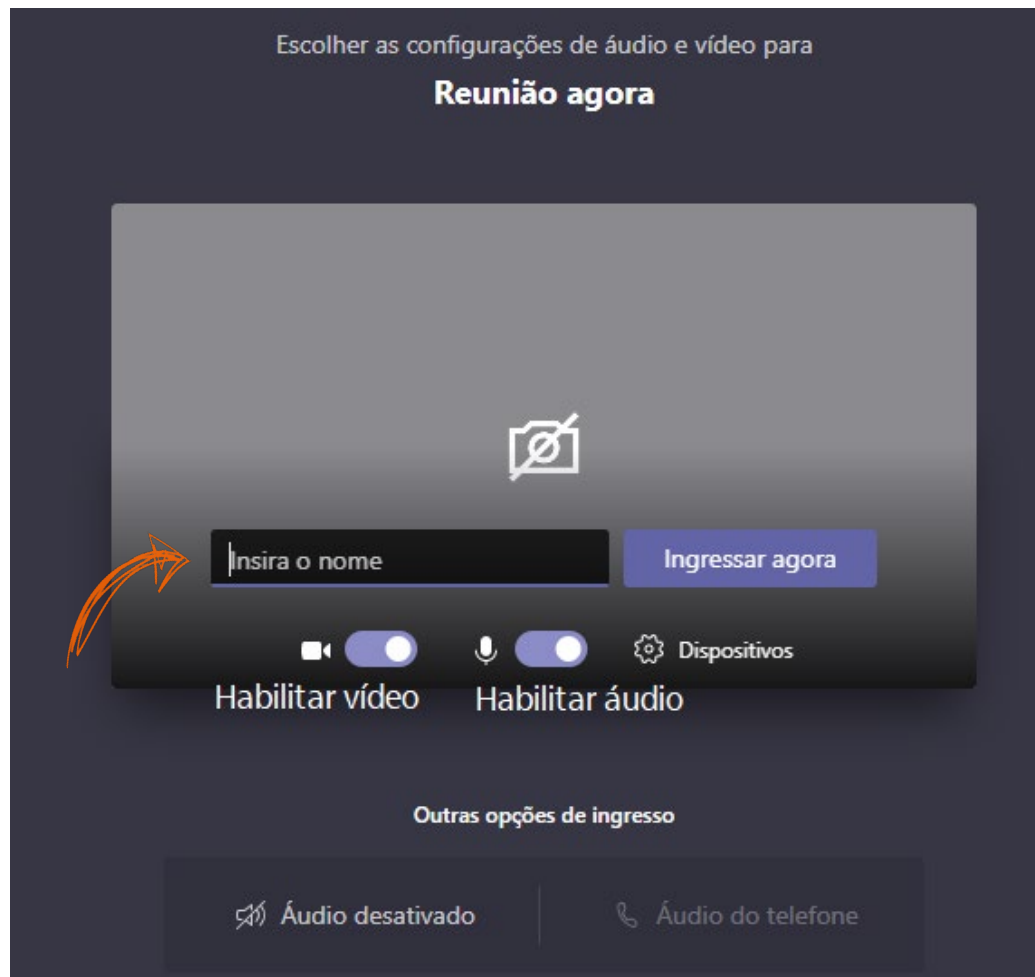 Escolher as configurações de áudio e vídeo para
Reunião agora
Insira o nome
Ingressar agora
Dispositivos
Habilitar vídeo
Habilitar áudio
Outras opções de ingresso
Áudio desativado
Áudio do telefone